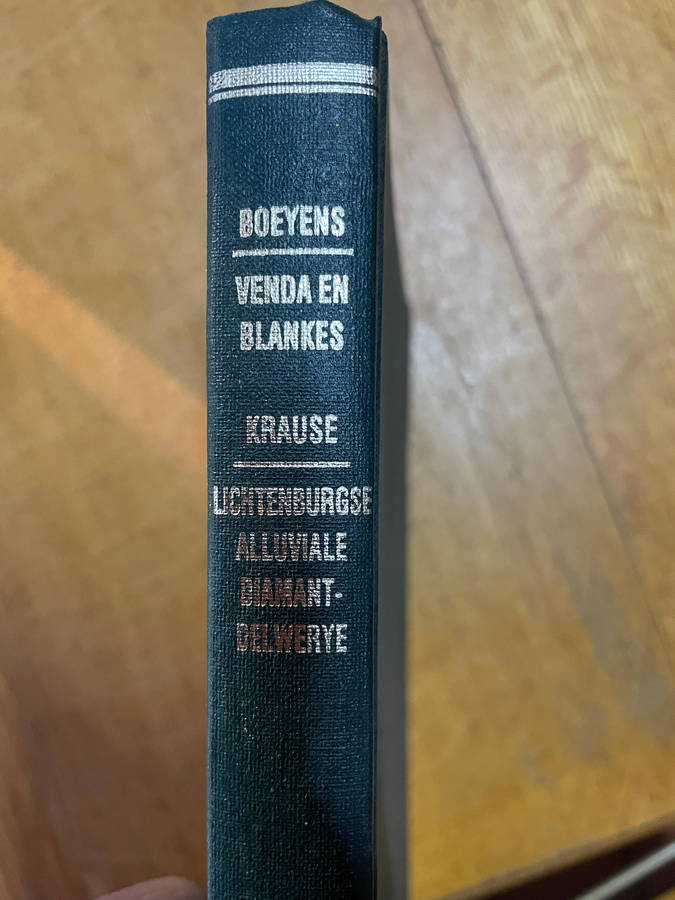 BOEYENS
VENDA EN
BLANKES
KRAUSE
LICHTENBURGSE
ALLUVIALE
DIAMANT-
DELWERYE